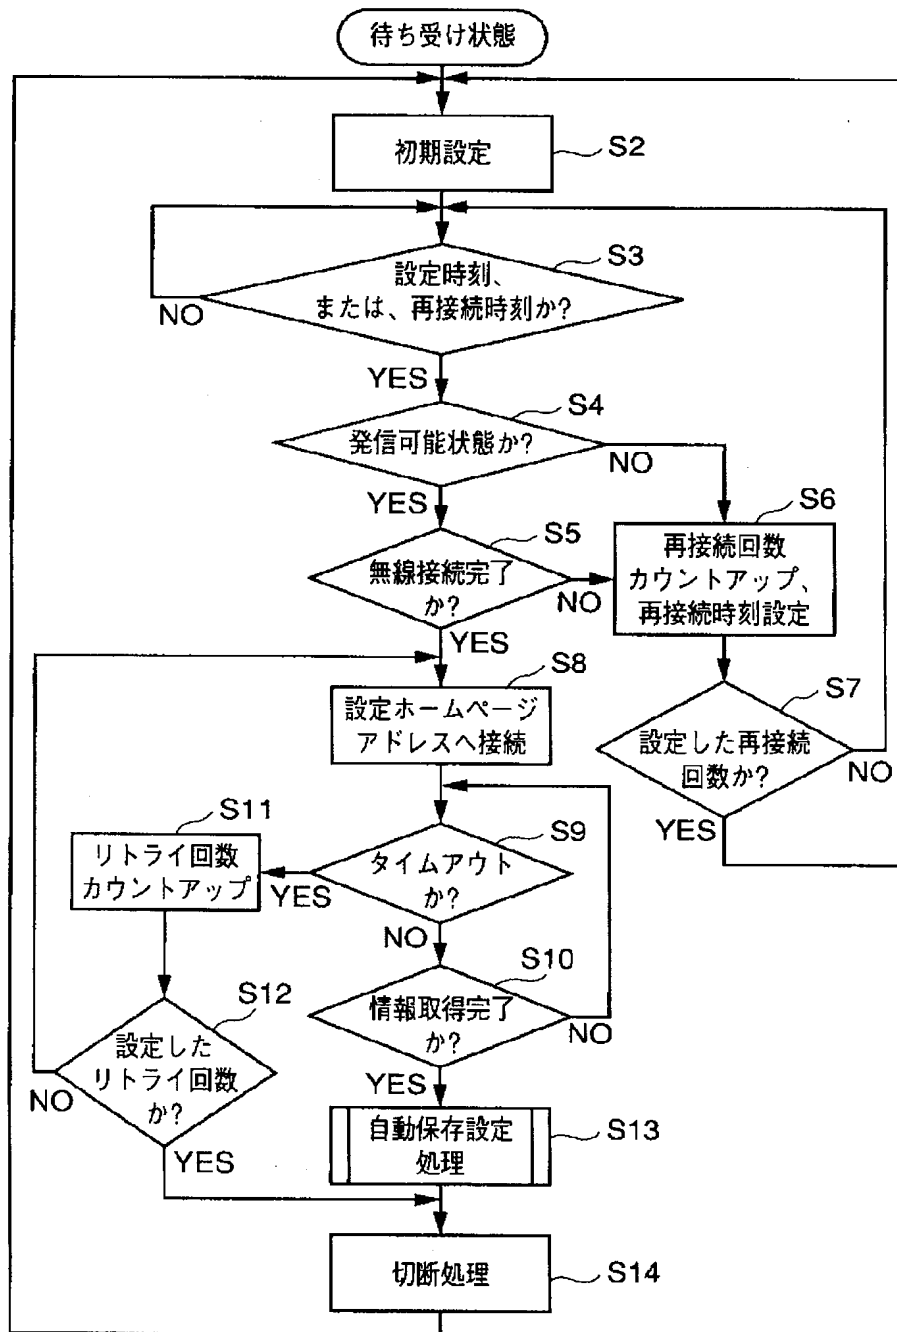 待ち受け状態
初期設定
S2
S3
設定時刻、
または、再接続時刻か?
NO
YES
S4
発信可能状態か?
NO
YES
S5
無線接続完了
か?
NO
YES
S6
再接続回数
カウントアップ、
再接続時刻設定
S7
設定した再接続
回数か?
NO
YES
S8
設定ホームページ
アドレスへ接続
S9
タイムアウト
か?
YES
NO
S11
リトライ回数
カウントアップ
S10
情報取得完了
か?
NO
YES
S12
設定した
リトライ回数
か?
NO
YES
自動保存設定
処理
S13
切断処理
S14